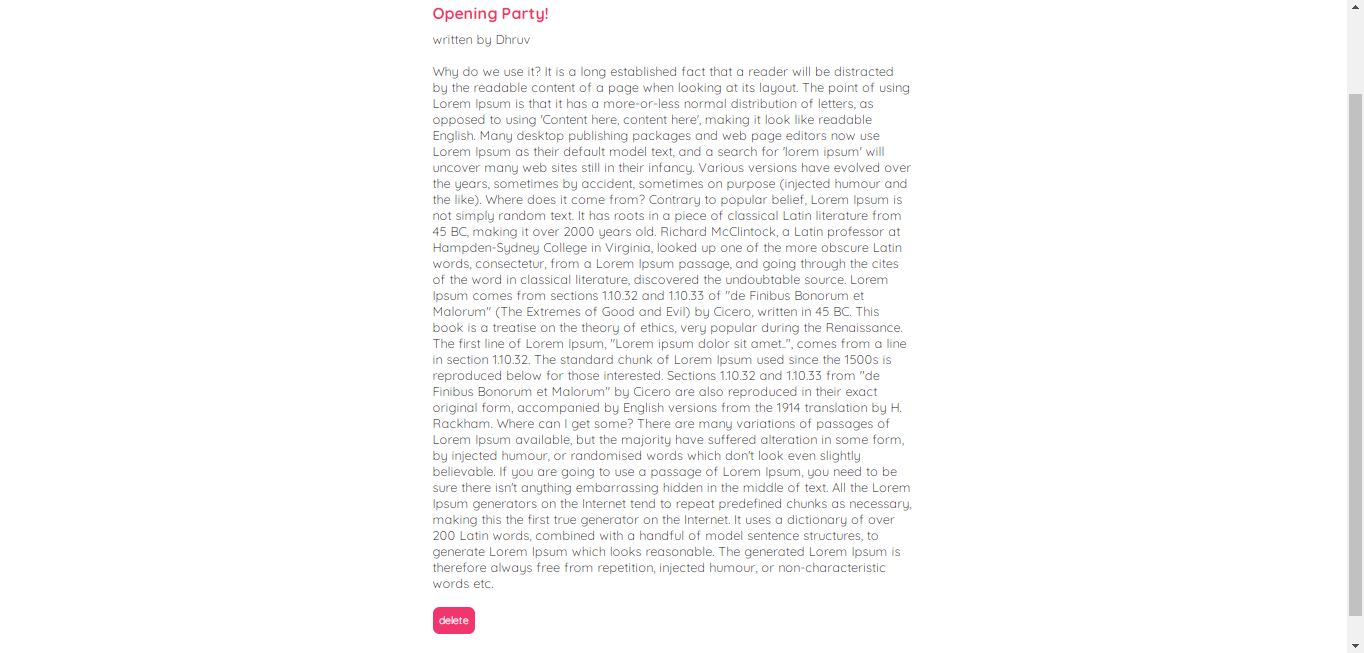 Opening Party!
written by Dhruv
Why do we use it? It is a long established fact that a reader will be distracted
by the readable content of a page when looking at its layout. The point of using
Lorem Ipsum is that it has a more-or-less normal distribution of letters, as
opposed to using 'Content here, content here', making it look like readable
English. Many desktop publishing packages and web page editors now use
Lorem Ipsum as their default model text, and a search for 'lorem ipsum' will
uncover many web sites still in their infancy. Various versions have evolved over
the years, sometimes by accident, sometimes on purpose (injected humour and
the like). Where does it come from? Contrary to popular belief, Lorem Ipsum is
not simply random text. It has roots in a piece of classical Latin literature from
45 BC, making it over 2000 years old. Richard McClintock, a Latin professor at
Hampden-Sydney College in Virginia, looked up one of the more obscure Latin
words, consectetur, from a Lorem Ipsum passage, and going through the cites
of the word in classical literature, discovered the undoubtable source. Lorem
Ipsum comes from sections 1.10.32 and 1.10.33 of "de Finibus Bonorum et
Malorum" (The Extremes of Good and Evil) by Cicero, written in 45 BC. This
book is a treatise on the theory of ethics, very popular during the Renaissance.
The first line of Lorem Ipsum, "Lorem ipsum dolor sit amet..", comes from a line
in section 1.10.32. The standard chunk of Lorem Ipsum used since the 1500s is
reproduced below for those interested. Sections 1.10.32 and 1.10.33 from "de
Finibus Bonorum et Malorum" by Cicero are also reproduced in their exact
original form, accompanied by English versions from the 1914 translation by H.
Rackham. Where can I get some? There are many variations of passages of
Lorem Ipsum available, but the majority have suffered alteration in some form,
by injected humour, or randomised words which don't look even slightly
believable. If you are going to use a passage of Lorem Ipsum, you need to be
sure there isn't anything embarrassing hidden in the middle of text. All the Lorem
Ipsum generators on the Internet tend to repeat predefined chunks as necessary,
making this the first true generator on the Internet. It uses a dictionary of over
200 Latin words, combined with a handful of model sentence structures, to
generate Lorem Ipsum which looks reasonable. The generated Lorem Ipsum is
therefore always free from repetition, injected humour, or non-characteristic
words etc.
delete